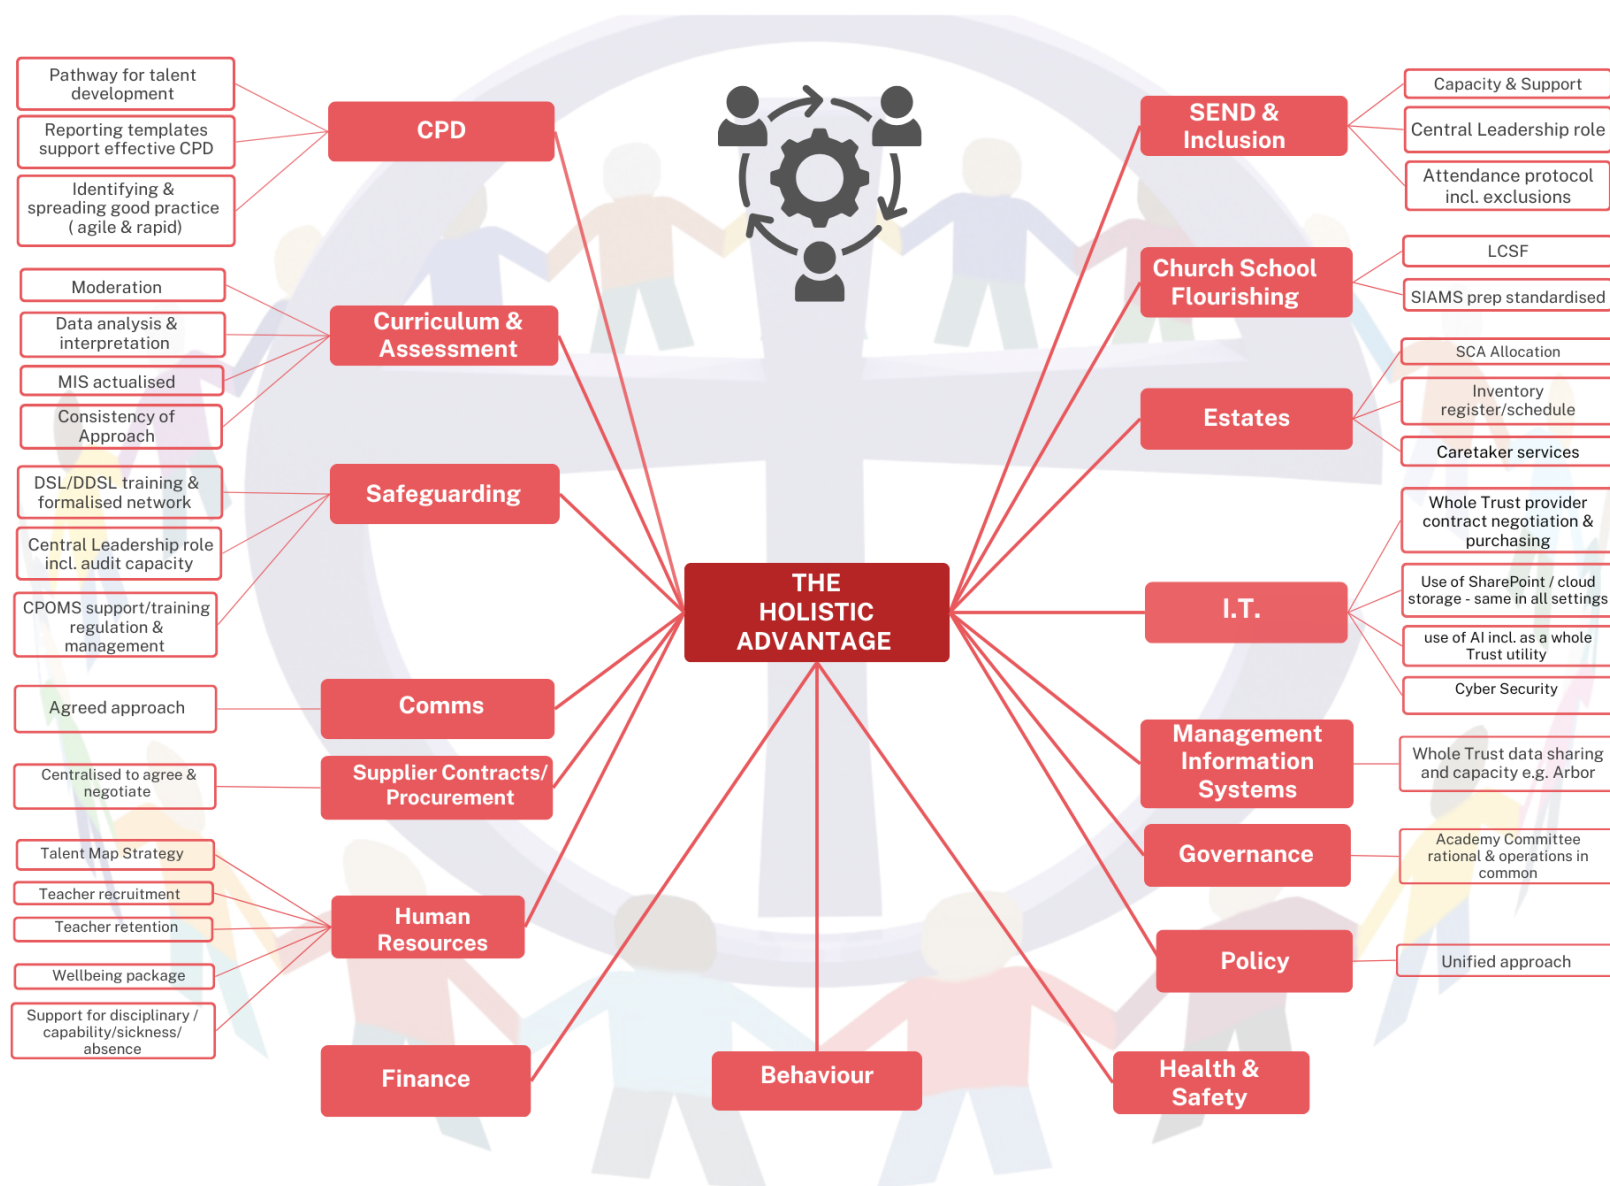 Pathway for talent
development
Reporting templates
support effective CPD
Identifying &
spreading good practice
( agile & rapid)
CPD
Moderation
Data analysis &
interpretation
MIS actualised
Consistency of
Approach
Curriculum &
Assessment
DSL/DDSL training &
formalised network
Central Leadership role
incl. audit capacity
CPOMS support/training
regulation &
management
Safeguarding
Agreed approach
Comms
Centralised to agree &
negotiate
Supplier Contracts/
Procurement
Talent Map Strategy
Teacher recruitment
Teacher retention
Wellbeing package
Support for disciplinary /
capability/sickness/
absence
Human
Resources
Finance
THE
HOLISTIC
ADVANTAGE
Behaviour
SEND &
Inclusion
Capacity & Support
Central Leadership role
Attendance protocol
incl. exclusions
Church School
Flourishing
LCSF
SIAMS prep standardised
Estates
SCA Allocation
Inventory
register/schedule
Caretaker services
I.T.
Whole Trust provider
contract negotiation &
purchasing
Use of SharePoint / cloud
storage - same in all settings
use of AI incl. as a whole
Trust utility
Cyber Security
Management
Information
Systems
Whole Trust data sharing
and capacity e.g. Arbor
Governance
Academy Committee
rational & operations in
common
Policy
Unified approach
Health &
Safety